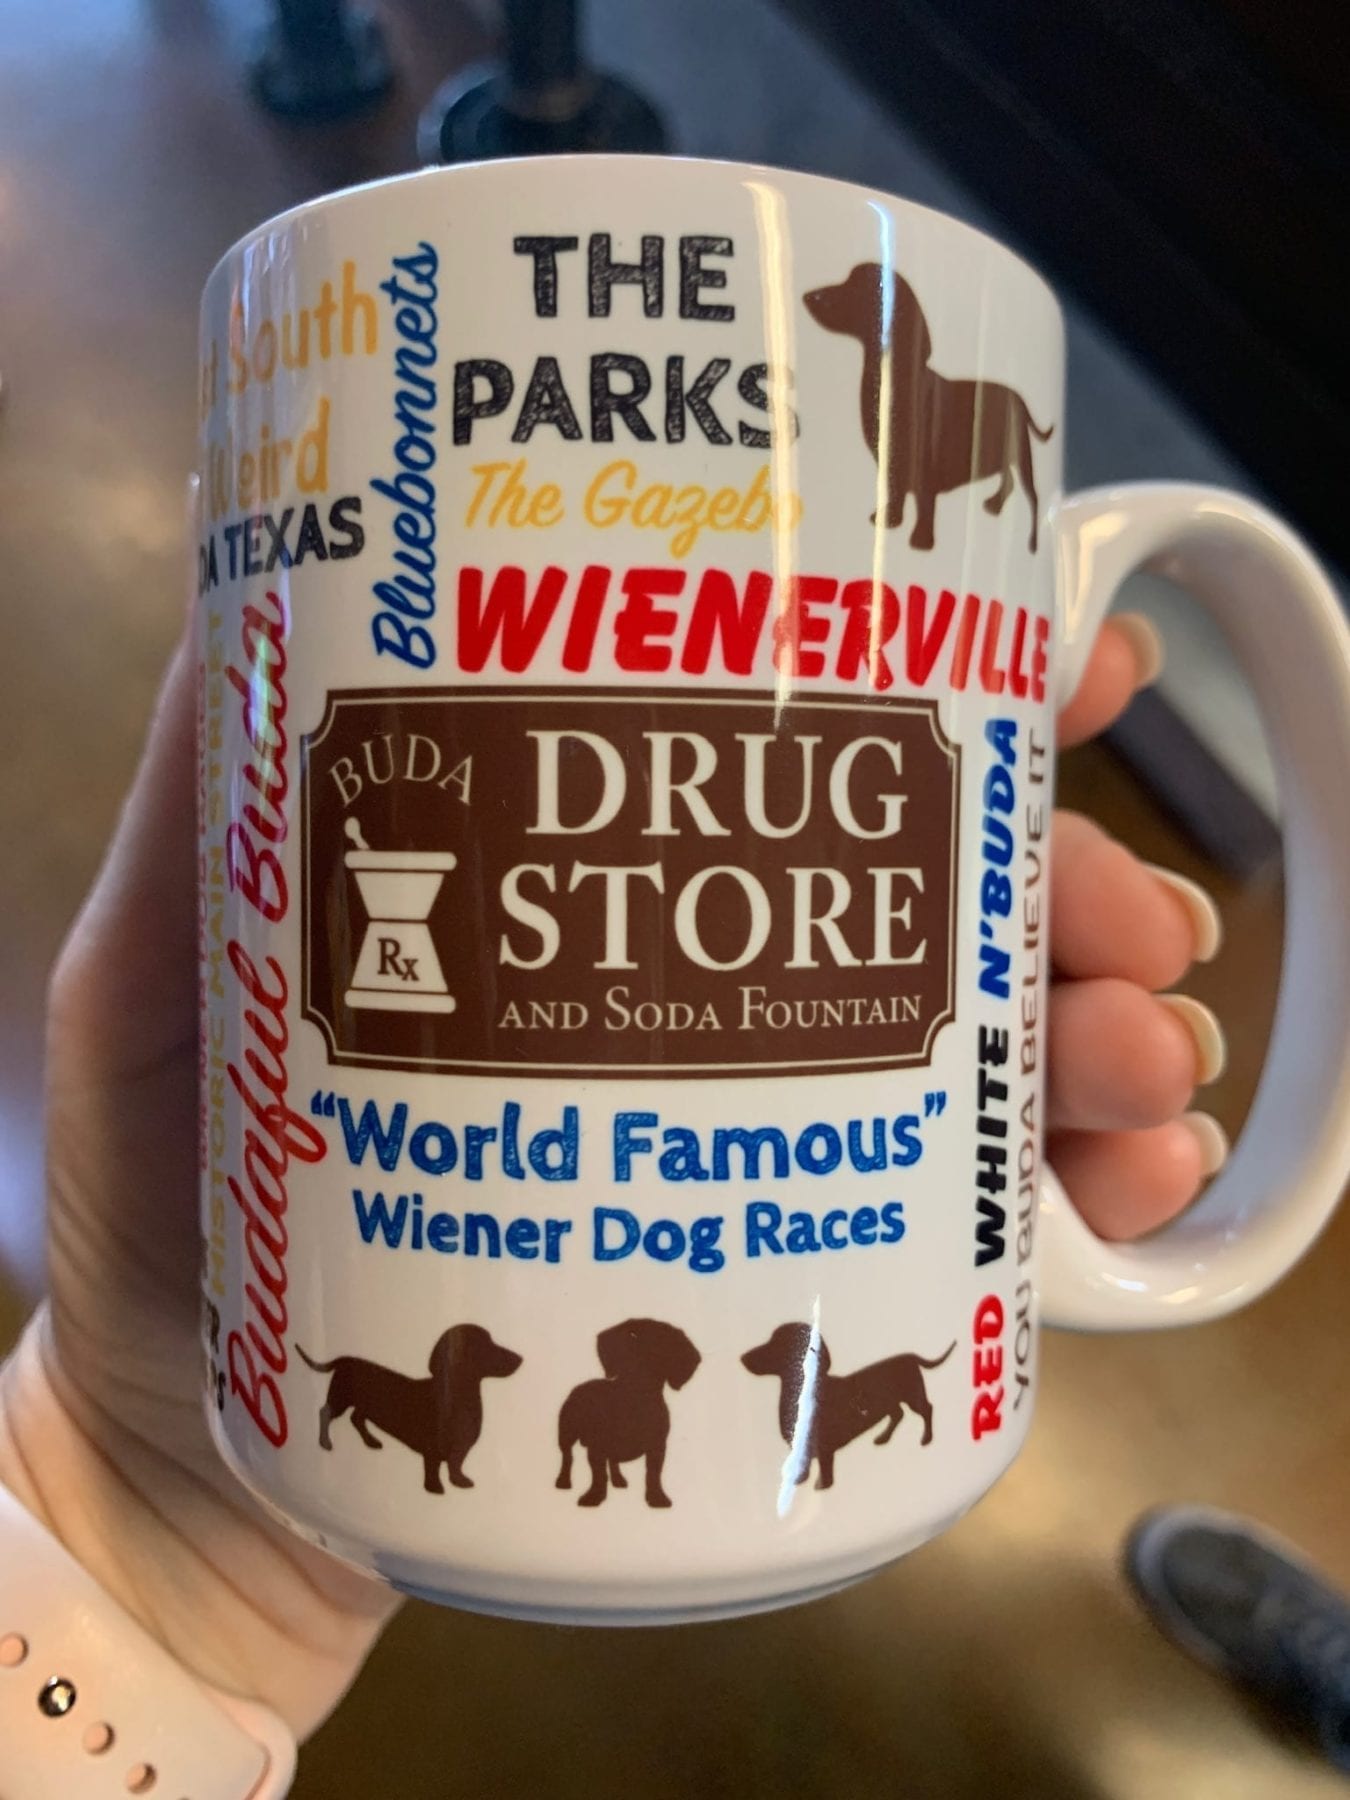 South
Weird
TEXAS
Bluebonnets
THE
PARKS
The Gazebo
WIENERVILLE
HISTORIC MAIN STREET
Budaful Buda
BUDA
Rx
DRUG
STORE
AND SODA FOUNTAIN
"World Famous"
Wiener Dog Races
RED WHITE N'BUDA
YOU BUDA BELIEVE IT